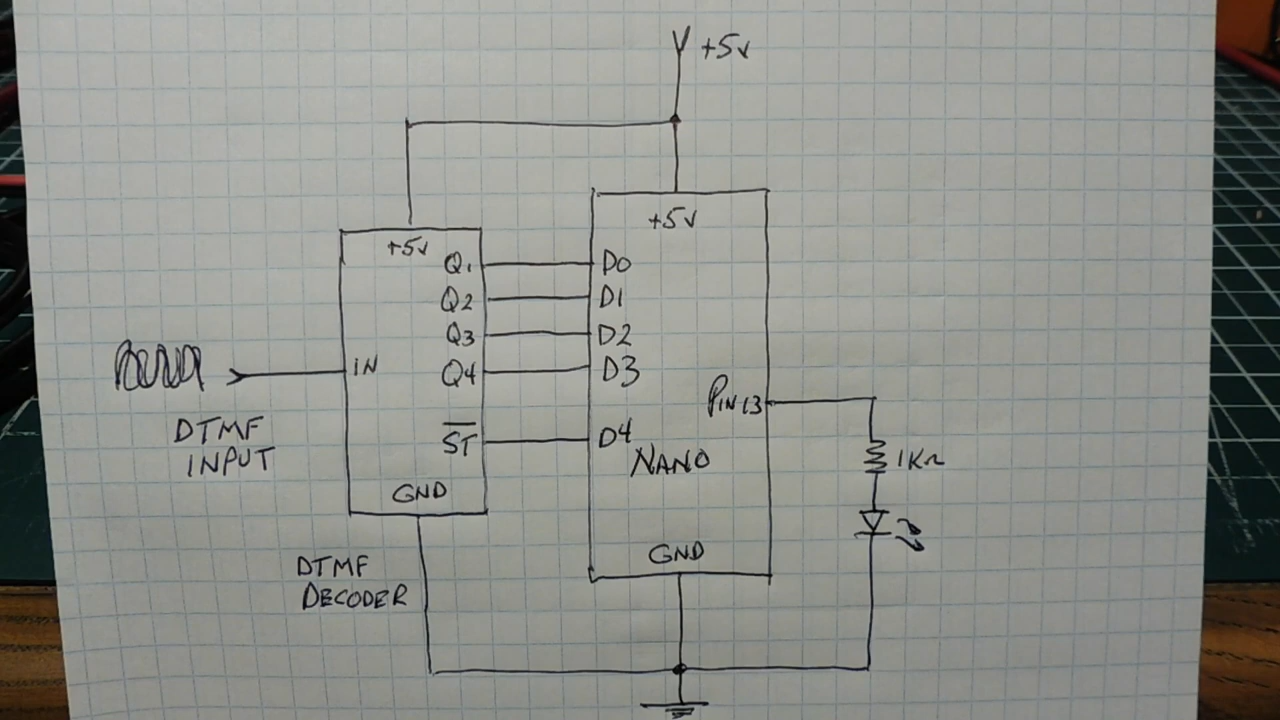 +5v
+5v
+5v
Q1
D0
Q2
D1
Q3
D2
IN
Q4
D3
PIN 13
DTMF
INPUT
S̅T̅
D4
NANO
1KΩ
GND
GND
DTMF
DECODER